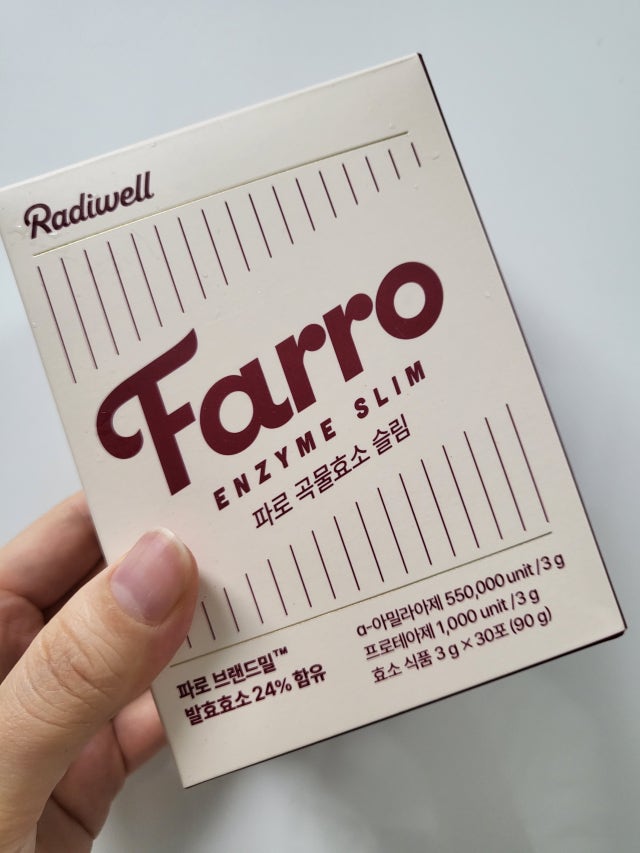 Radiwell
Farro
ENZYME SLIM
파로 곡물효소 슬림
파로 브랜드밀™
발효효소 24% 함유
α-아밀라아제 550,000 unit / 3 g
프로테아제 1,000 unit / 3 g
효소 식품 3 g × 30포 (90 g)